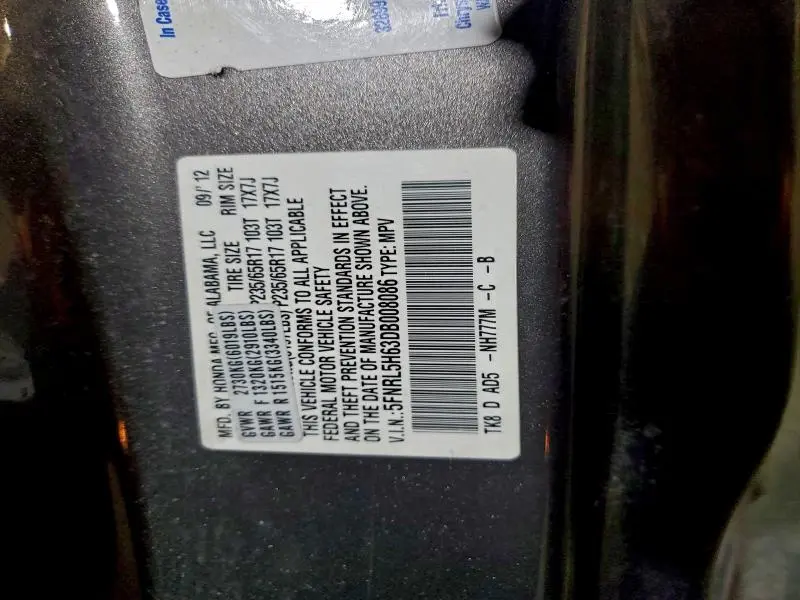 In Case
MFD. BY HONDA MFG. OF ALABAMA, LLC 09/'12
TIRE SIZE RIM SIZE
GVWR 2730KG(6019LBS)
GAWR F 1320KG(2910LBS) P235/65R17 103T 17X7J
GAWR R 1515KG(3340LBS) P235/65R17 103T 17X7J
THIS VEHICLE CONFORMS TO ALL APPLICABLE
FEDERAL MOTOR VEHICLE SAFETY
AND THEFT PREVENTION STANDARDS IN EFFECT
ON THE DATE OF MANUFACTURE SHOWN ABOVE.
V.I.N.:5FNRL5H63DB008086 TYPE: MPV
TK8 D AD5 -NH777M -C -B